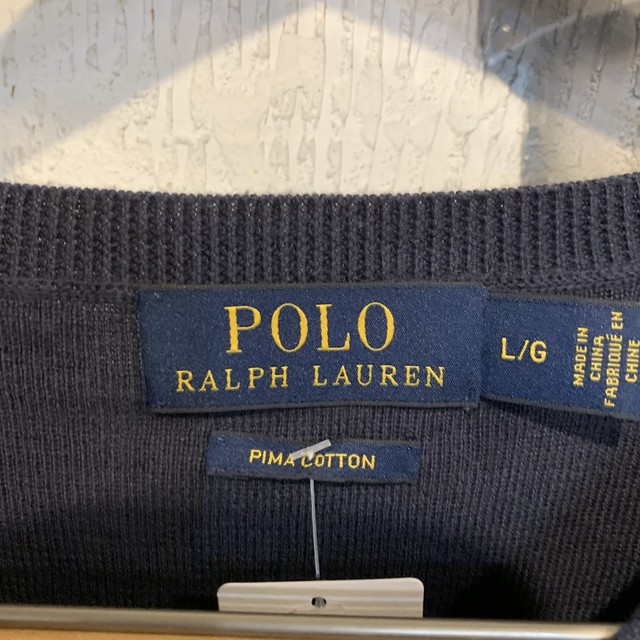 POLO
RALPH LAUREN
L/G
MADE IN
CHINA
FABRIQUÉ EN
CHINE
PIMA COTTON